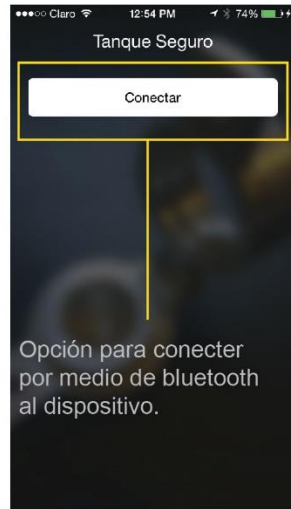 Claro 12:54 PM 74%
Tanque Seguro
Conectar
Opción para conecter
por medio de bluetooth
al dispositivo.